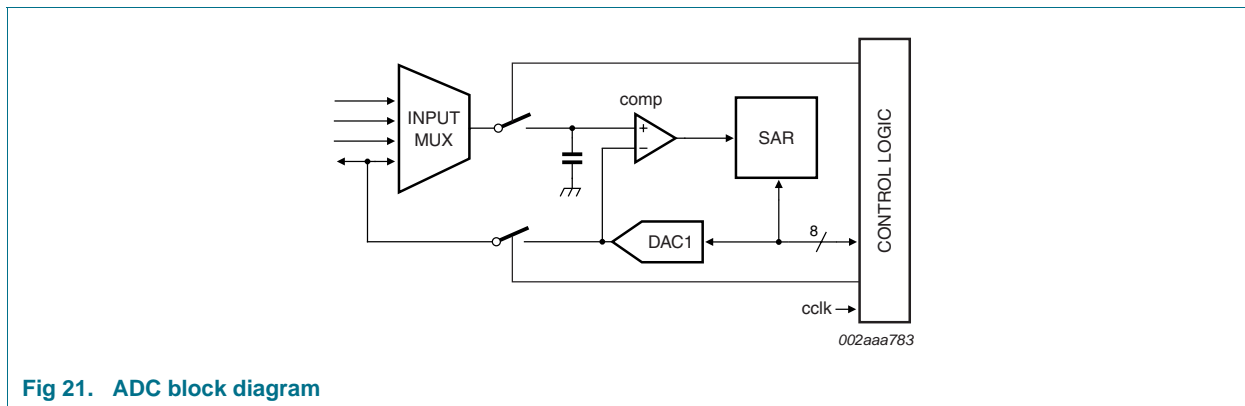 comp
INPUT
MUX
+
−
SAR
CONTROL LOGIC
DAC1
8
cclk
002aaa783
Fig 21. ADC block diagram